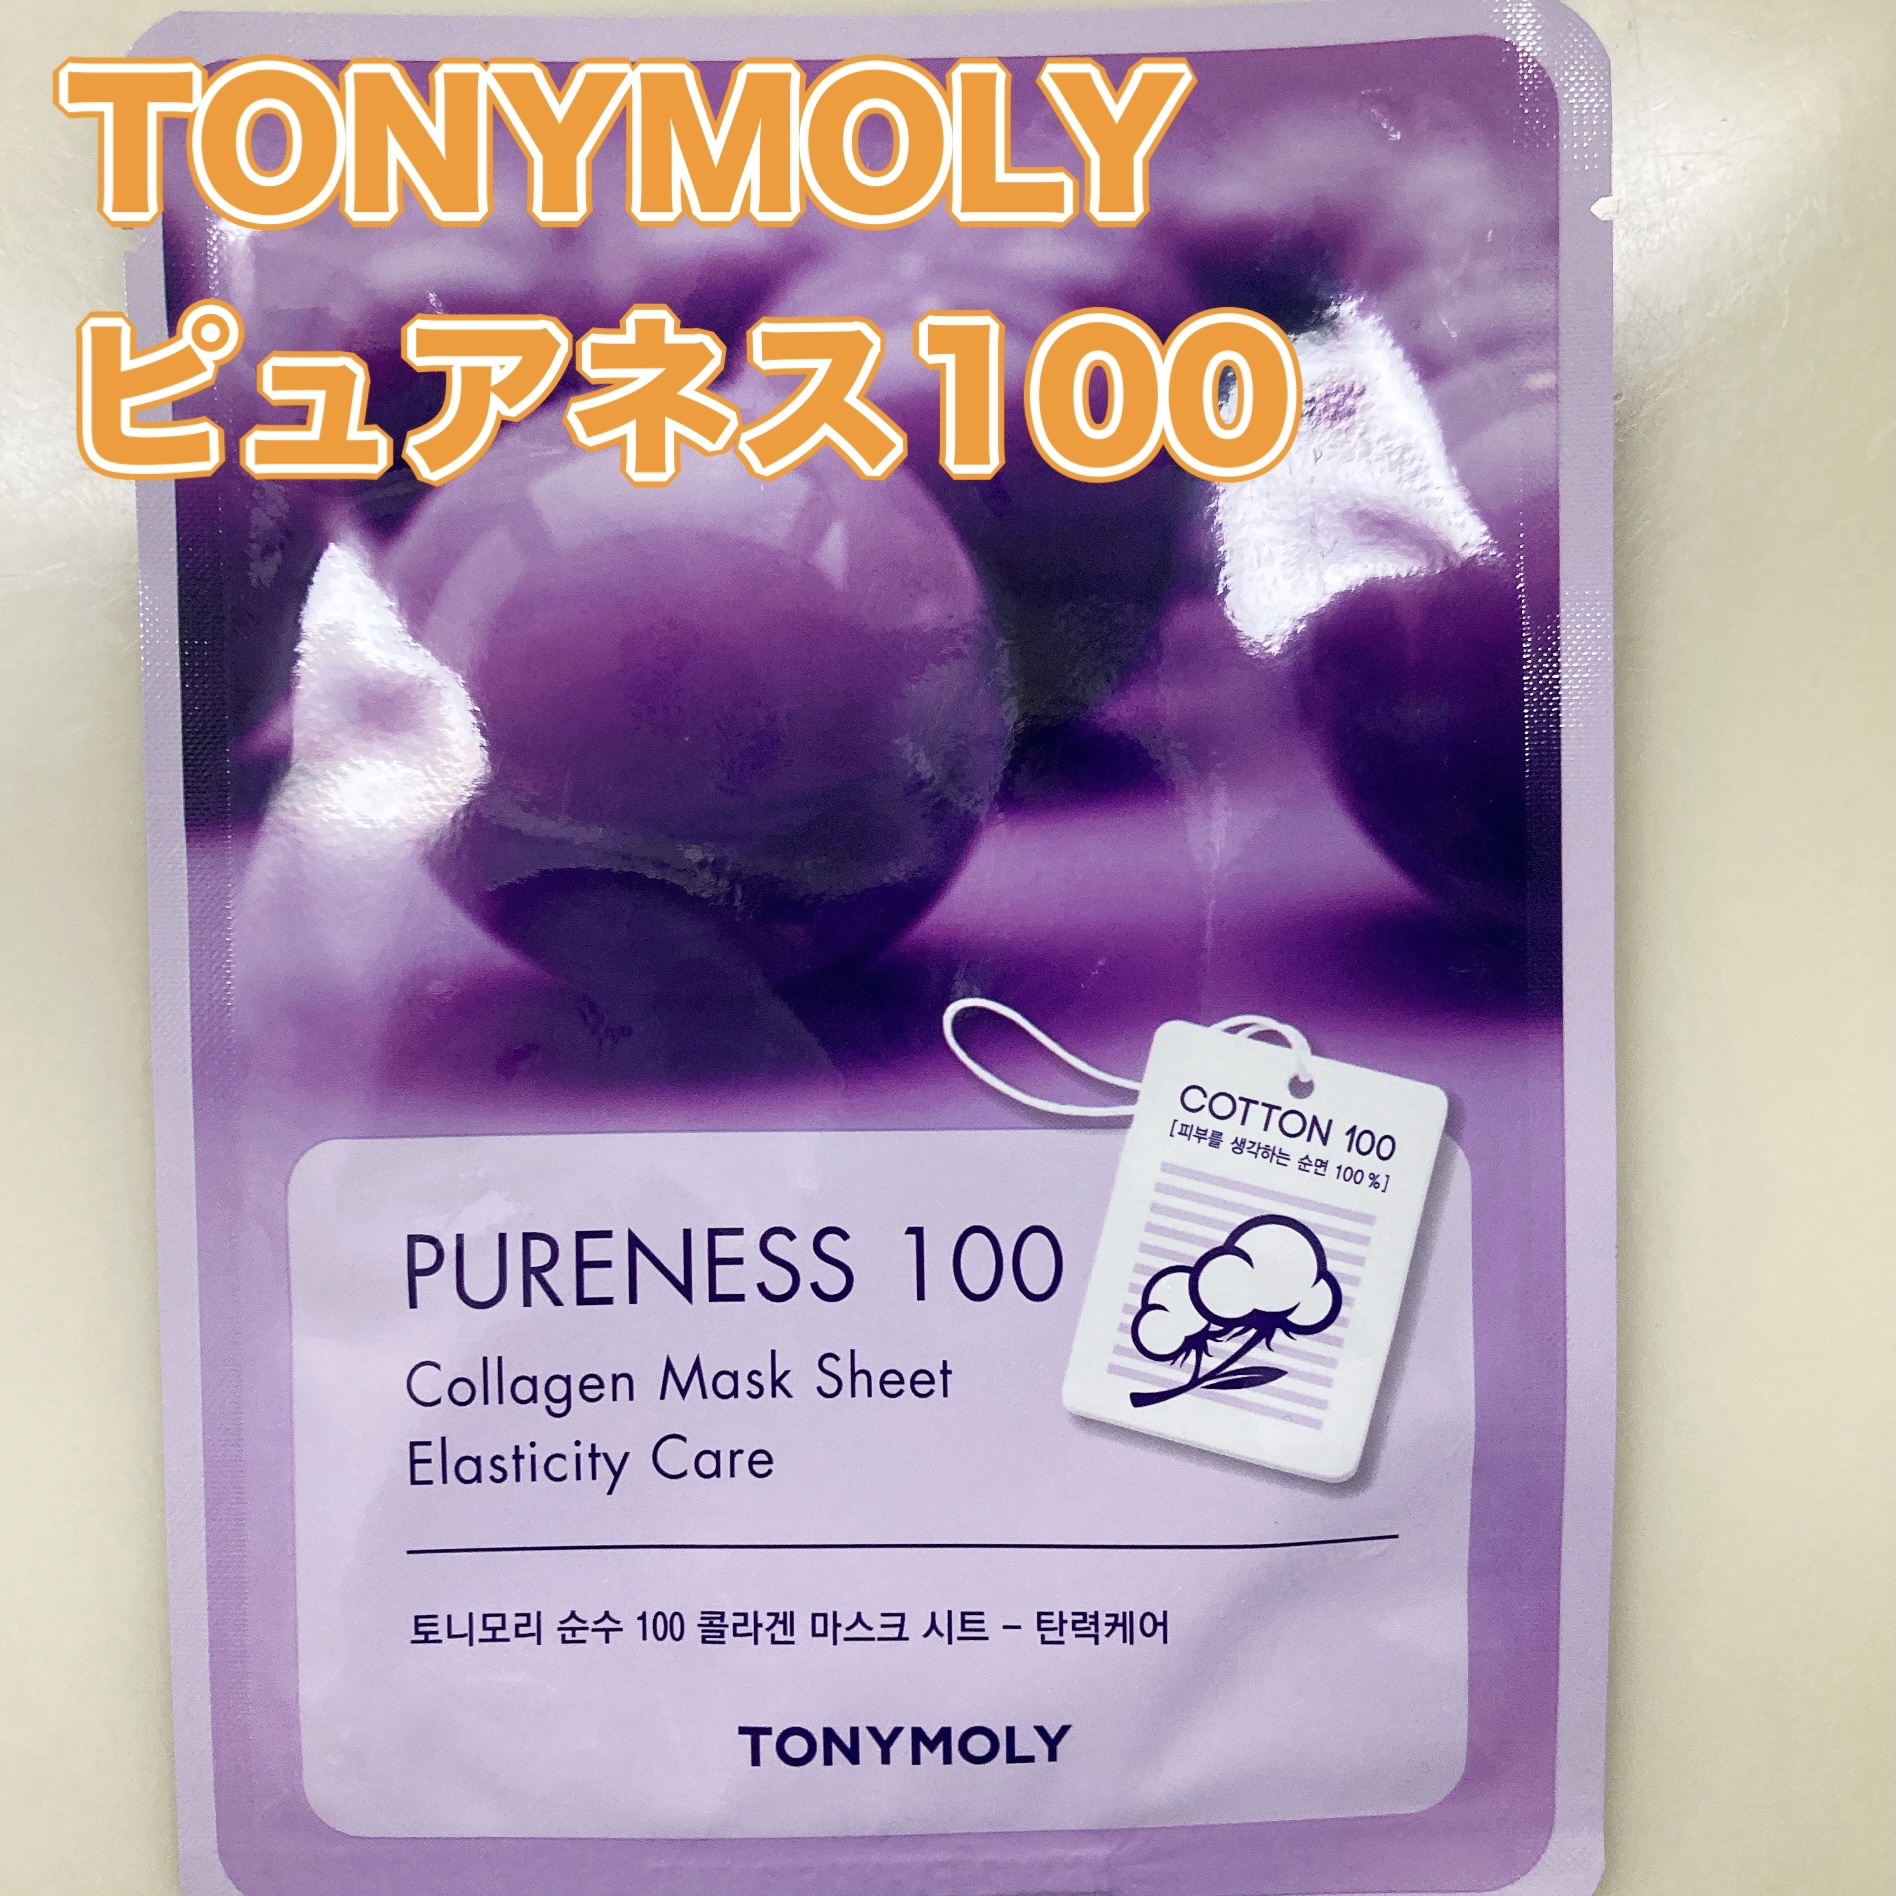 TONYMOLY
ピュアネス100
COTTON 100
[피부를 생각하는 순면 100%]
PURENESS 100
Collagen Mask Sheet
Elasticity Care
토니모리 순수 100 콜라겐 마스크 시트 - 탄력케어
TONYMOLY